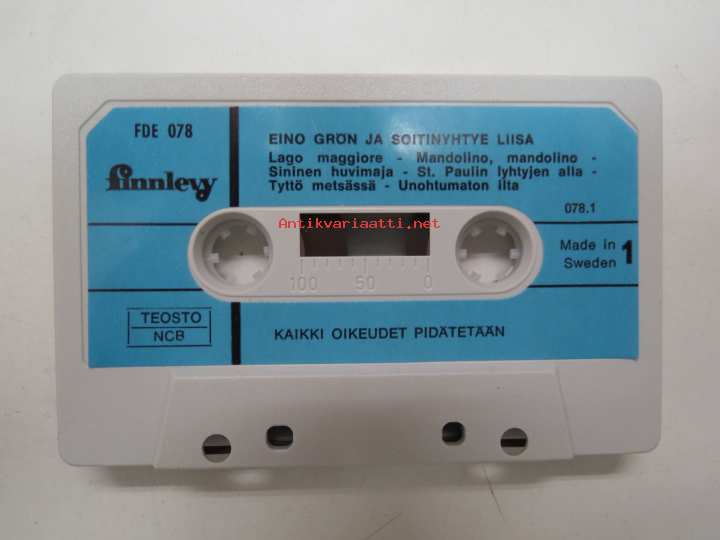 FDE 078
finnlevy
EINO GRÖN JA SOITINYHTYE LIISA
Lago maggiore - Mandolino, mandolino -
Sininen huvimaja - St. Paulin lyhtyjen alla -
Tyttö metsässä - Unohtumaton ilta
078.1
Antikvariaatti.net
100 50 0
Made in
Sweden
1
TEOSTO
NCB
KAIKKI OIKEUDET PIDÄTETÄÄN